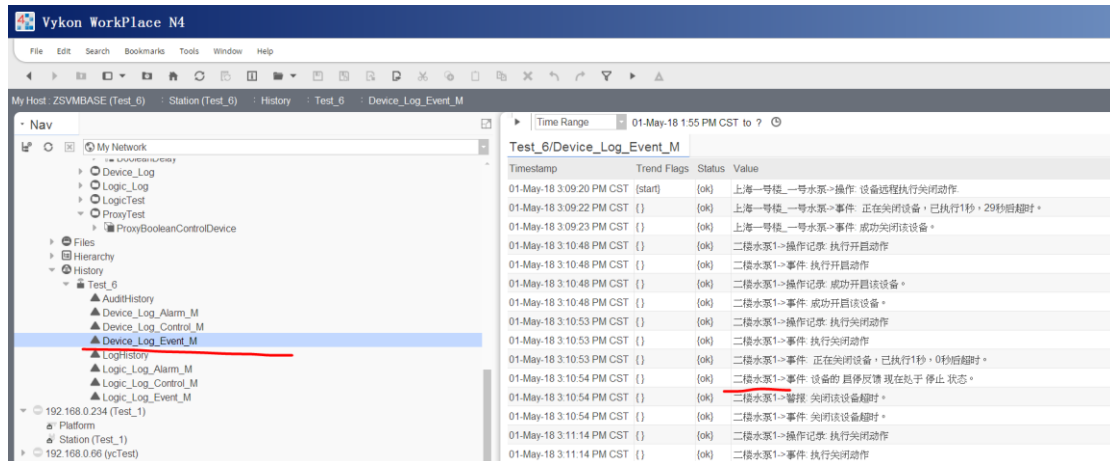 Vykon WorkPlace N4
File Edit Search Bookmarks Tools Window Help
My Host : ZSVMBASE (Test_6) : Station (Test_6) : History : Test_6 : Device_Log_Event_M
Nav
My Network
BooleanDelay
Device_Log
Logic_Log
LogicTest
ProxyTest
ProxyBooleanControlDevice
Files
Hierarchy
History
Test_6
AuditHistory
Device_Log_Alarm_M
Device_Log_Control_M
Device_Log_Event_M
LogHistory
Logic_Log_Alarm_M
Logic_Log_Control_M
Logic_Log_Event_M
192.168.0.234 (Test_1)
Platform
Station (Test_1)
192.168.0.66 (ycTest)
Time Range 01-May-18 1:55 PM CST to ?
Test_6/Device_Log_Event_M
Timestamp Trend Flags Status Value
01-May-18 3:09:20 PM CST {start} {ok} 上海一号楼_一号水泵->操作: 设备远程执行关闭动作.
01-May-18 3:09:22 PM CST { } {ok} 上海一号楼_一号水泵->事件: 正在关闭设备，已执行1秒，29秒后超时。
01-May-18 3:09:23 PM CST { } {ok} 上海一号楼_一号水泵->事件: 成功关闭该设备。
01-May-18 3:10:48 PM CST { } {ok} 二楼水泵1->操作记录: 执行开启动作
01-May-18 3:10:48 PM CST { } {ok} 二楼水泵1->事件: 执行开启动作
01-May-18 3:10:48 PM CST { } {ok} 二楼水泵1->操作记录: 成功开启该设备。
01-May-18 3:10:48 PM CST { } {ok} 二楼水泵1->事件: 成功开启该设备。
01-May-18 3:10:53 PM CST { } {ok} 二楼水泵1->操作记录: 执行关闭动作
01-May-18 3:10:53 PM CST { } {ok} 二楼水泵1->事件: 执行关闭动作
01-May-18 3:10:53 PM CST { } {ok} 二楼水泵1->事件: 正在关闭设备，已执行1秒，0秒后超时。
01-May-18 3:10:54 PM CST { } {ok} 二楼水泵1->事件: 设备的 启停反馈 现在处于 停止 状态。
01-May-18 3:10:54 PM CST { } {ok} 二楼水泵1->警报: 关闭该设备超时。
01-May-18 3:10:54 PM CST { } {ok} 二楼水泵1->事件: 关闭该设备超时。
01-May-18 3:11:14 PM CST { } {ok} 二楼水泵1->操作记录: 执行关闭动作
01-May-18 3:11:14 PM CST { } {ok} 二楼水泵1->事件: 执行关闭动作